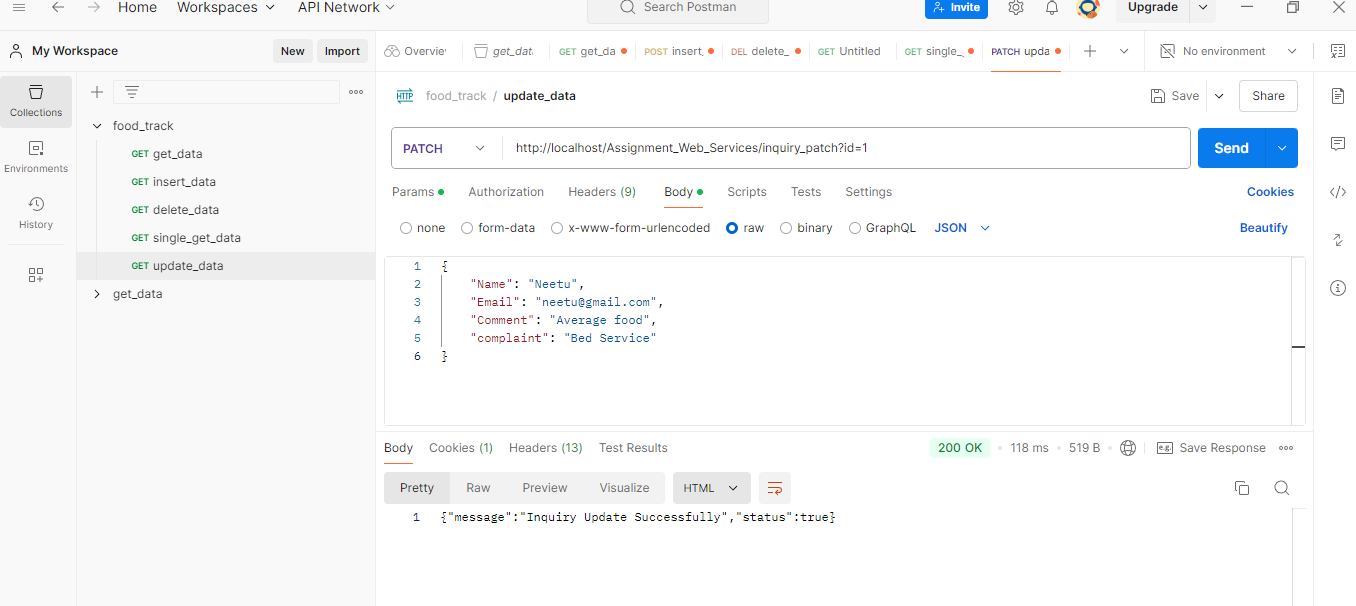 Home Workspaces API Network Search Postman Invite Upgrade
My Workspace New Import Overvie get_dat GET get_da POST insert_ DEL delete_ GET Untitled GET single_ PATCH upda No environment
Collections
Environments
History
food_track
GET get_data
GET insert_data
GET delete_data
GET single_get_data
GET update_data
get_data
HTTP food_track / update_data Save Share
PATCH http://localhost/Assignment_Web_Services/inquiry_patch?id=1 Send
Params Authorization Headers (9) Body Scripts Tests Settings Cookies
none form-data x-www-form-urlencoded raw binary GraphQL JSON Beautify
1 {
2 "Name": "Neetu",
3 "Email": "neetu@gmail.com",
4 "Comment": "Average food",
5 "complaint": "Bed Service"
6 }
Body Cookies (1) Headers (13) Test Results 200 OK 118 ms 519 B e.g. Save Response
Pretty Raw Preview Visualize HTML
1 {"message":"Inquiry Update Successfully","status":true}